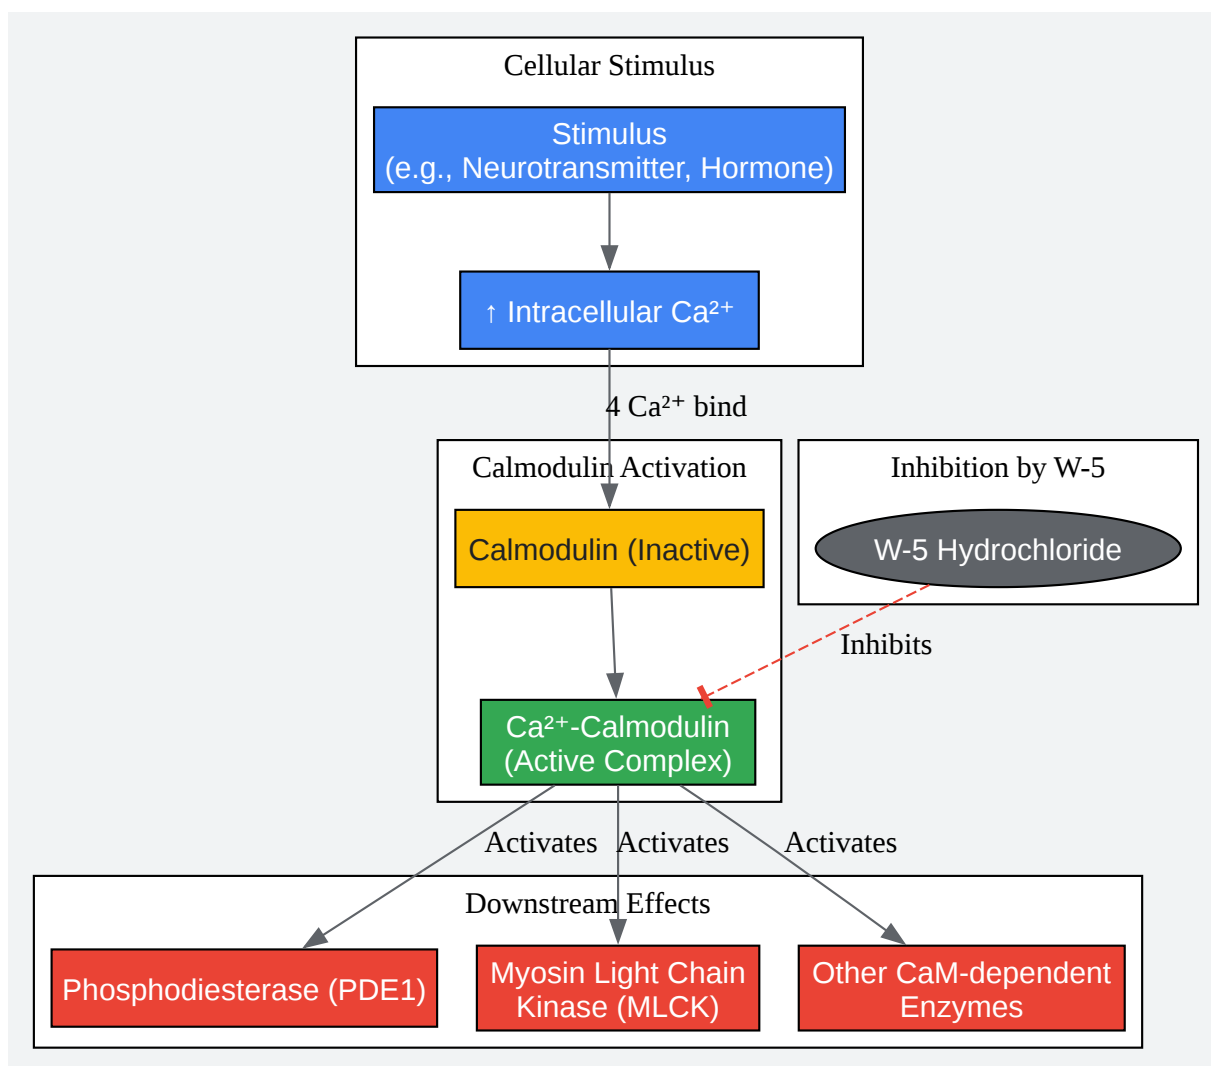 Cellular Stimulus
Stimulus
(e.g., Neurotransmitter, Hormone)
↑ Intracellular Ca²⁺
4 Ca²⁺ bind
Calmodulin Activation
Inhibition by W-5
Calmodulin (Inactive)
W-5 Hydrochloride
Inhibits
Ca²⁺-Calmodulin
(Active Complex)
Activates
Activates
Activates
Downstream Effects
Phosphodiesterase (PDE1)
Myosin Light Chain
Kinase (MLCK)
Other CaM-dependent
Enzymes